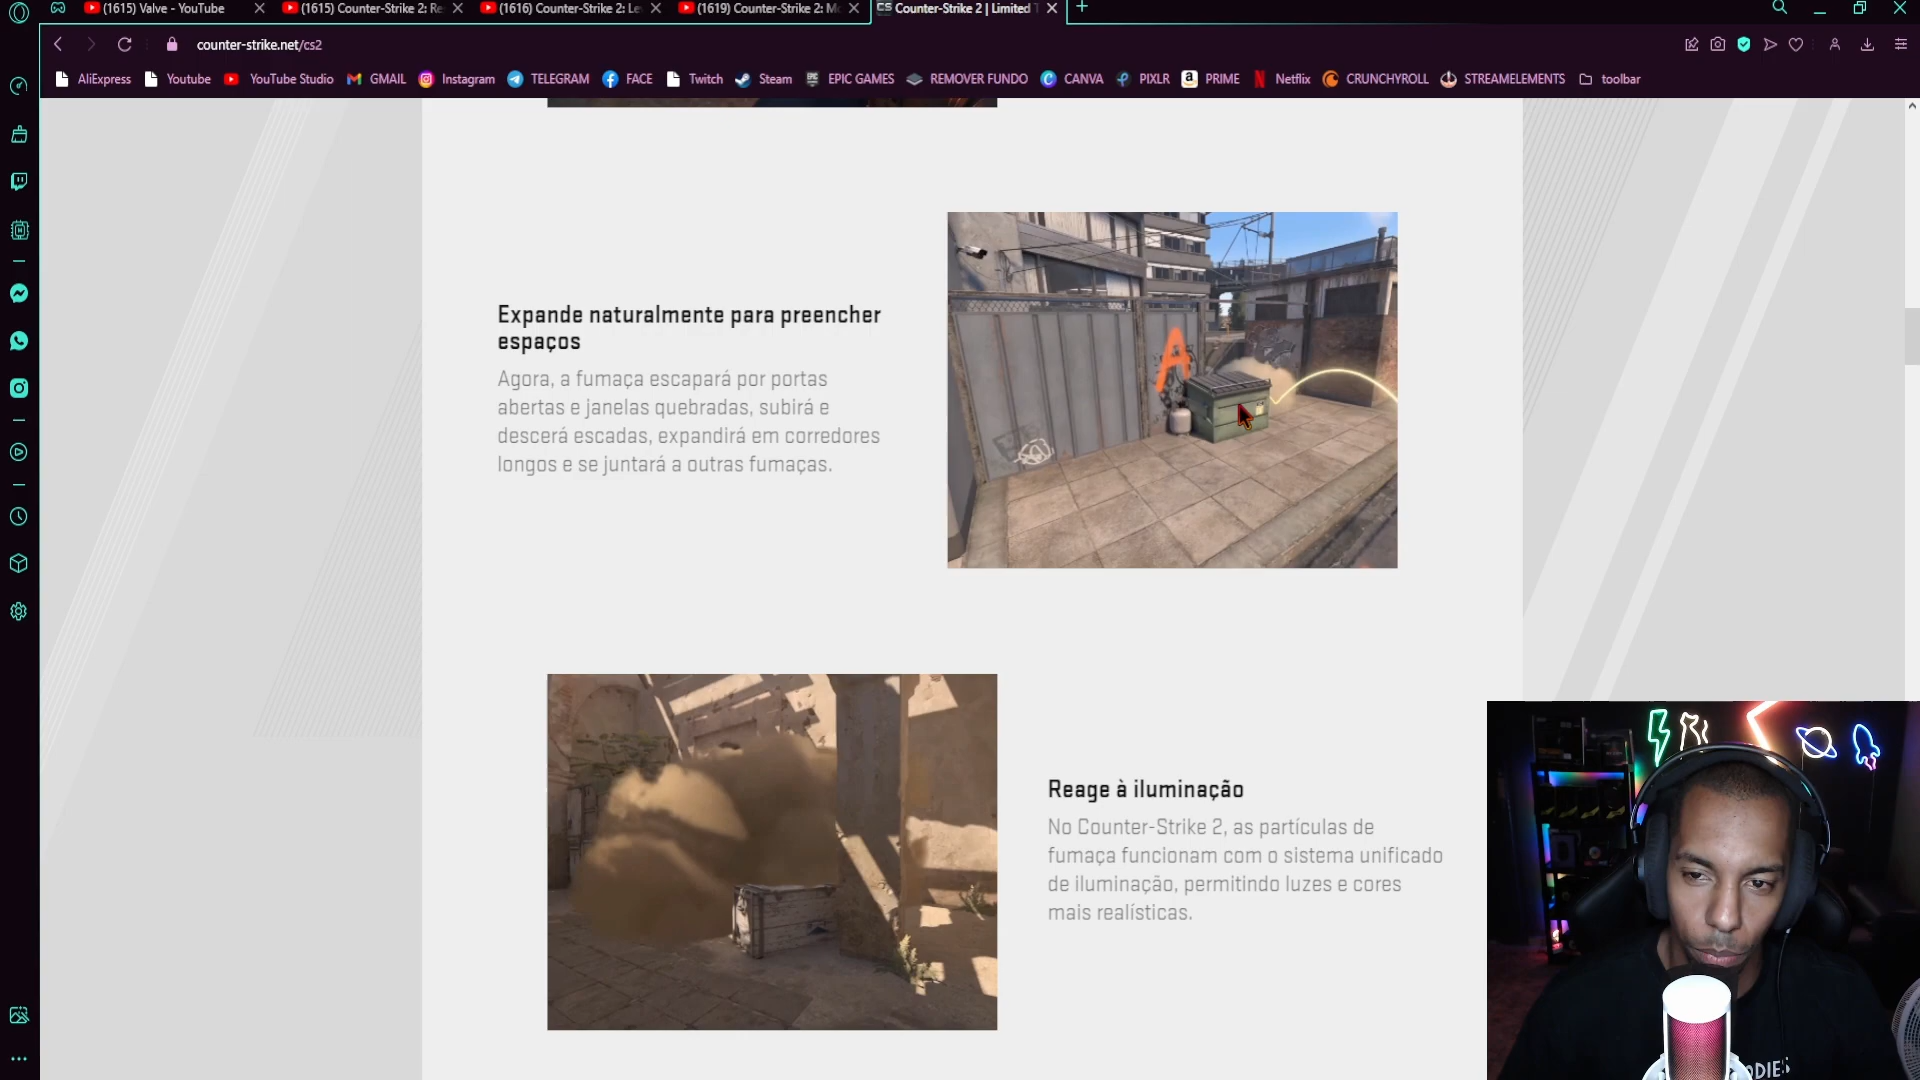 (1615) Valve - YouTube
(1615) Counter-Strike 2: Re
(1616) Counter-Strike 2: Le
(1619) Counter-Strike 2: Mo
Counter-Strike 2 | Limited T
counter-strike.net/cs2
AliExpress
Youtube
YouTube Studio
GMAIL
Instagram
TELEGRAM
FACE
Twitch
Steam
EPIC GAMES
REMOVER FUNDO
CANVA
PIXLR
PRIME
Netflix
CRUNCHYROLL
STREAMELEMENTS
toolbar
Expande naturalmente para preencher
espaços
Agora, a fumaça escapará por portas
abertas e janelas quebradas, subirá e
descerá escadas, expandirá em corredores
longos e se juntará a outras fumaças.
A
Reage à iluminação
No Counter-Strike 2, as partículas de
fumaça funcionam com o sistema unificado
de iluminação, permitindo luzes e cores
mais realísticas.